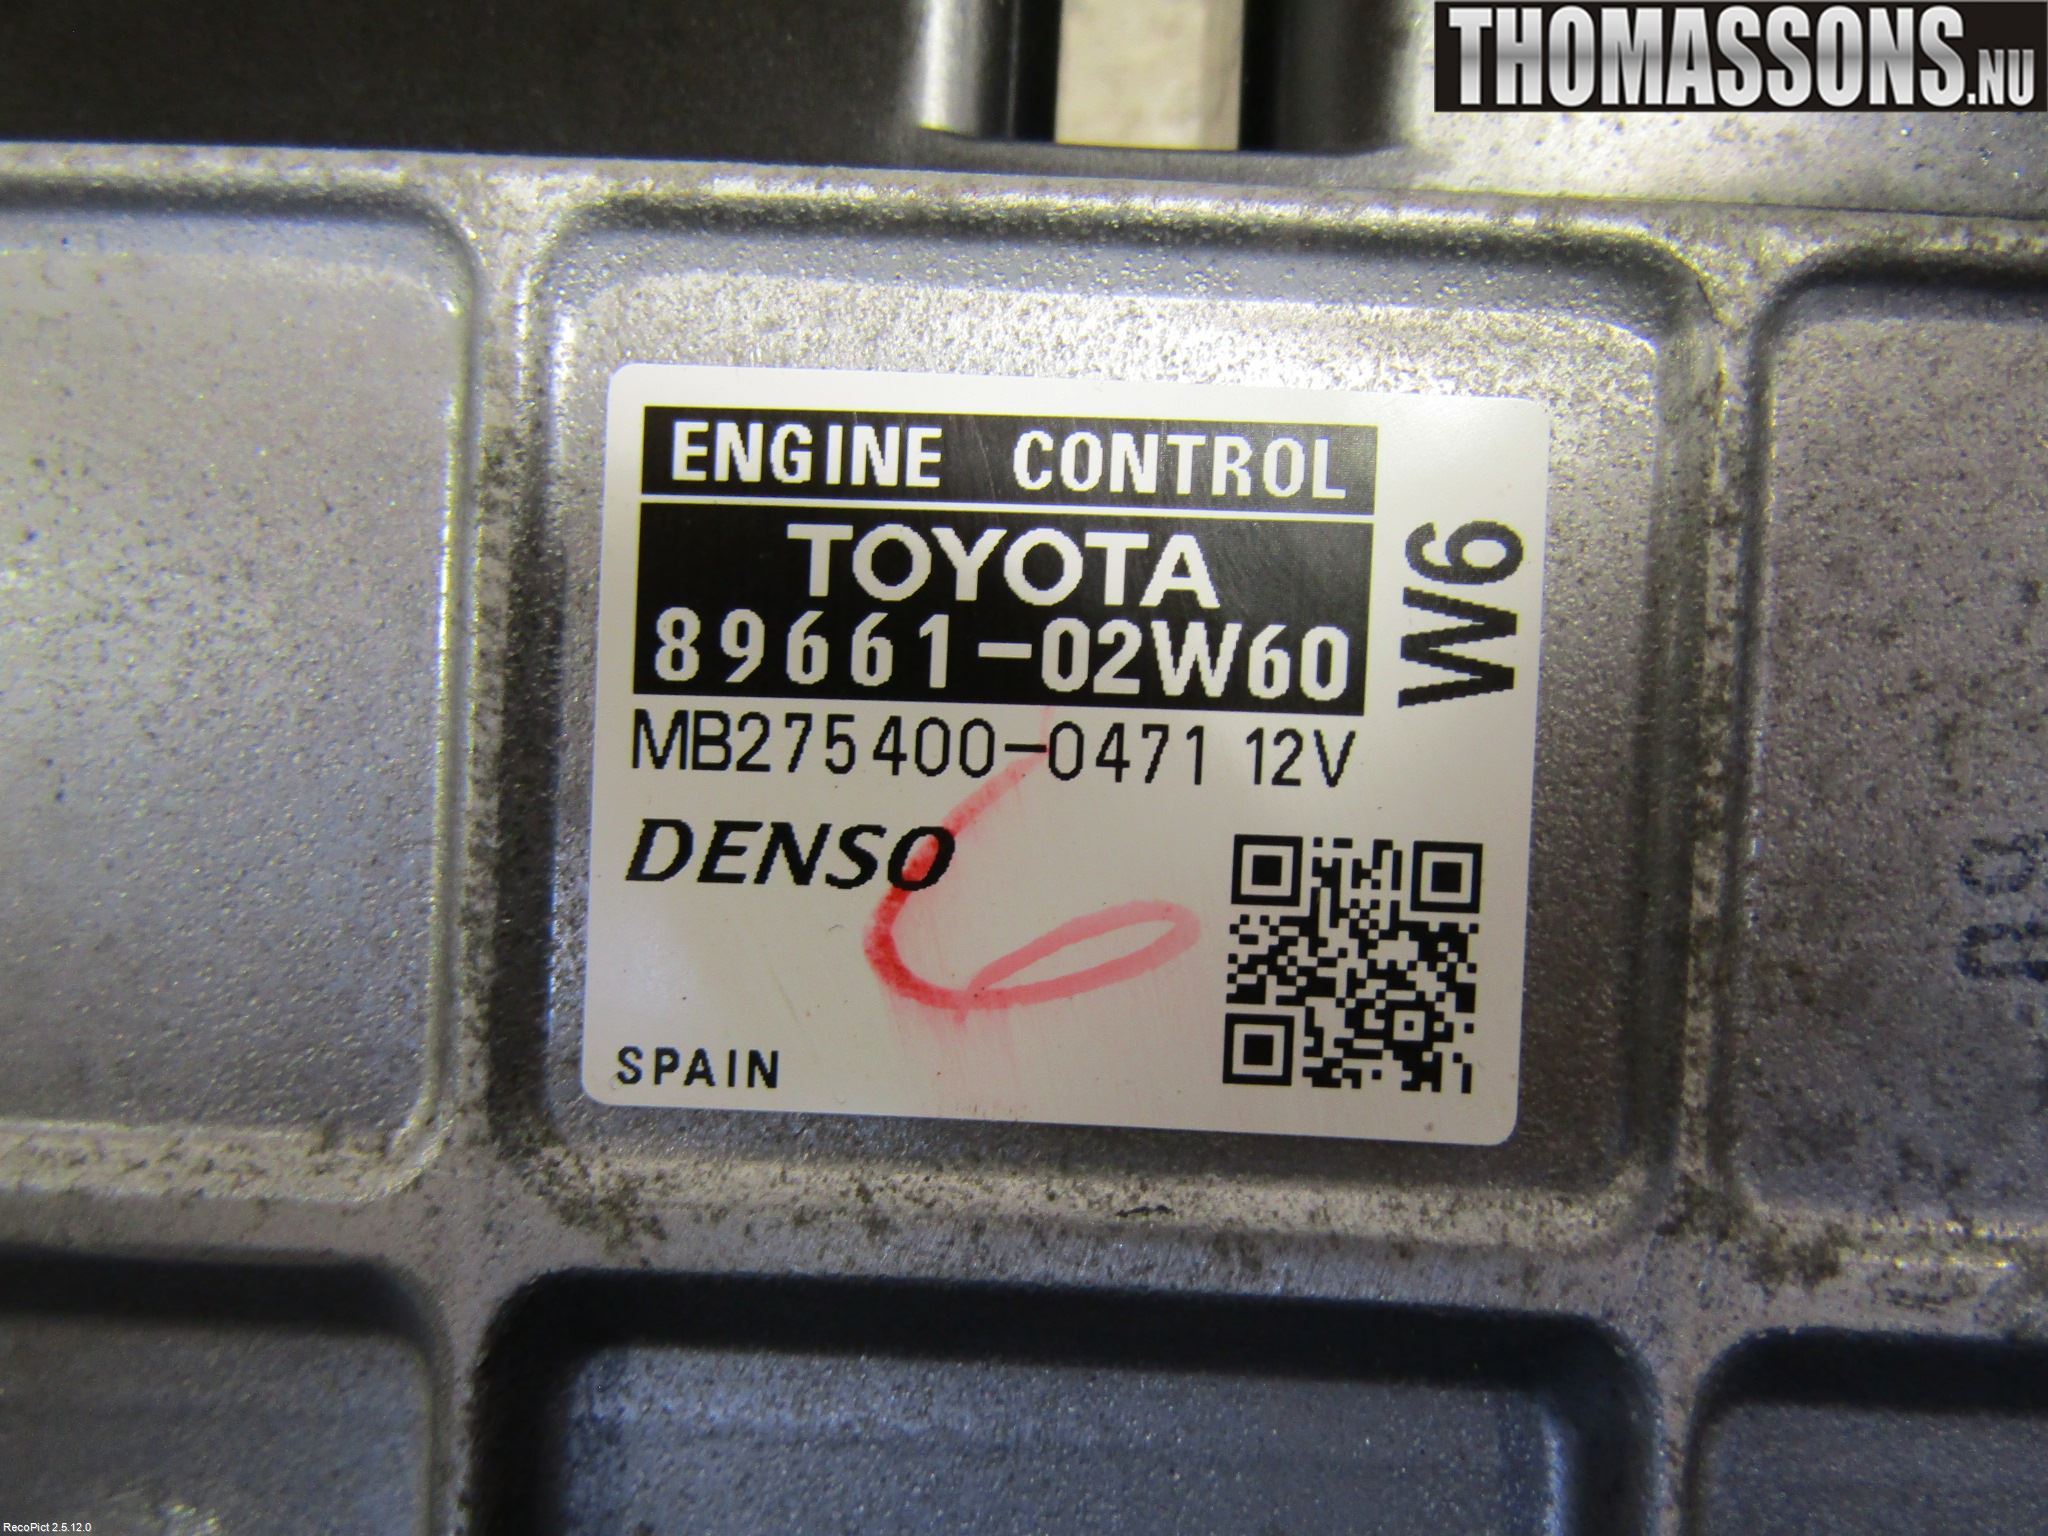 THOMASSONS.NU
ENGINE CONTROL
TOYOTA
89661-02W60
W6
MB275400-0471 12V
DENSO
SPAIN
RecoPict 2.5.12.0